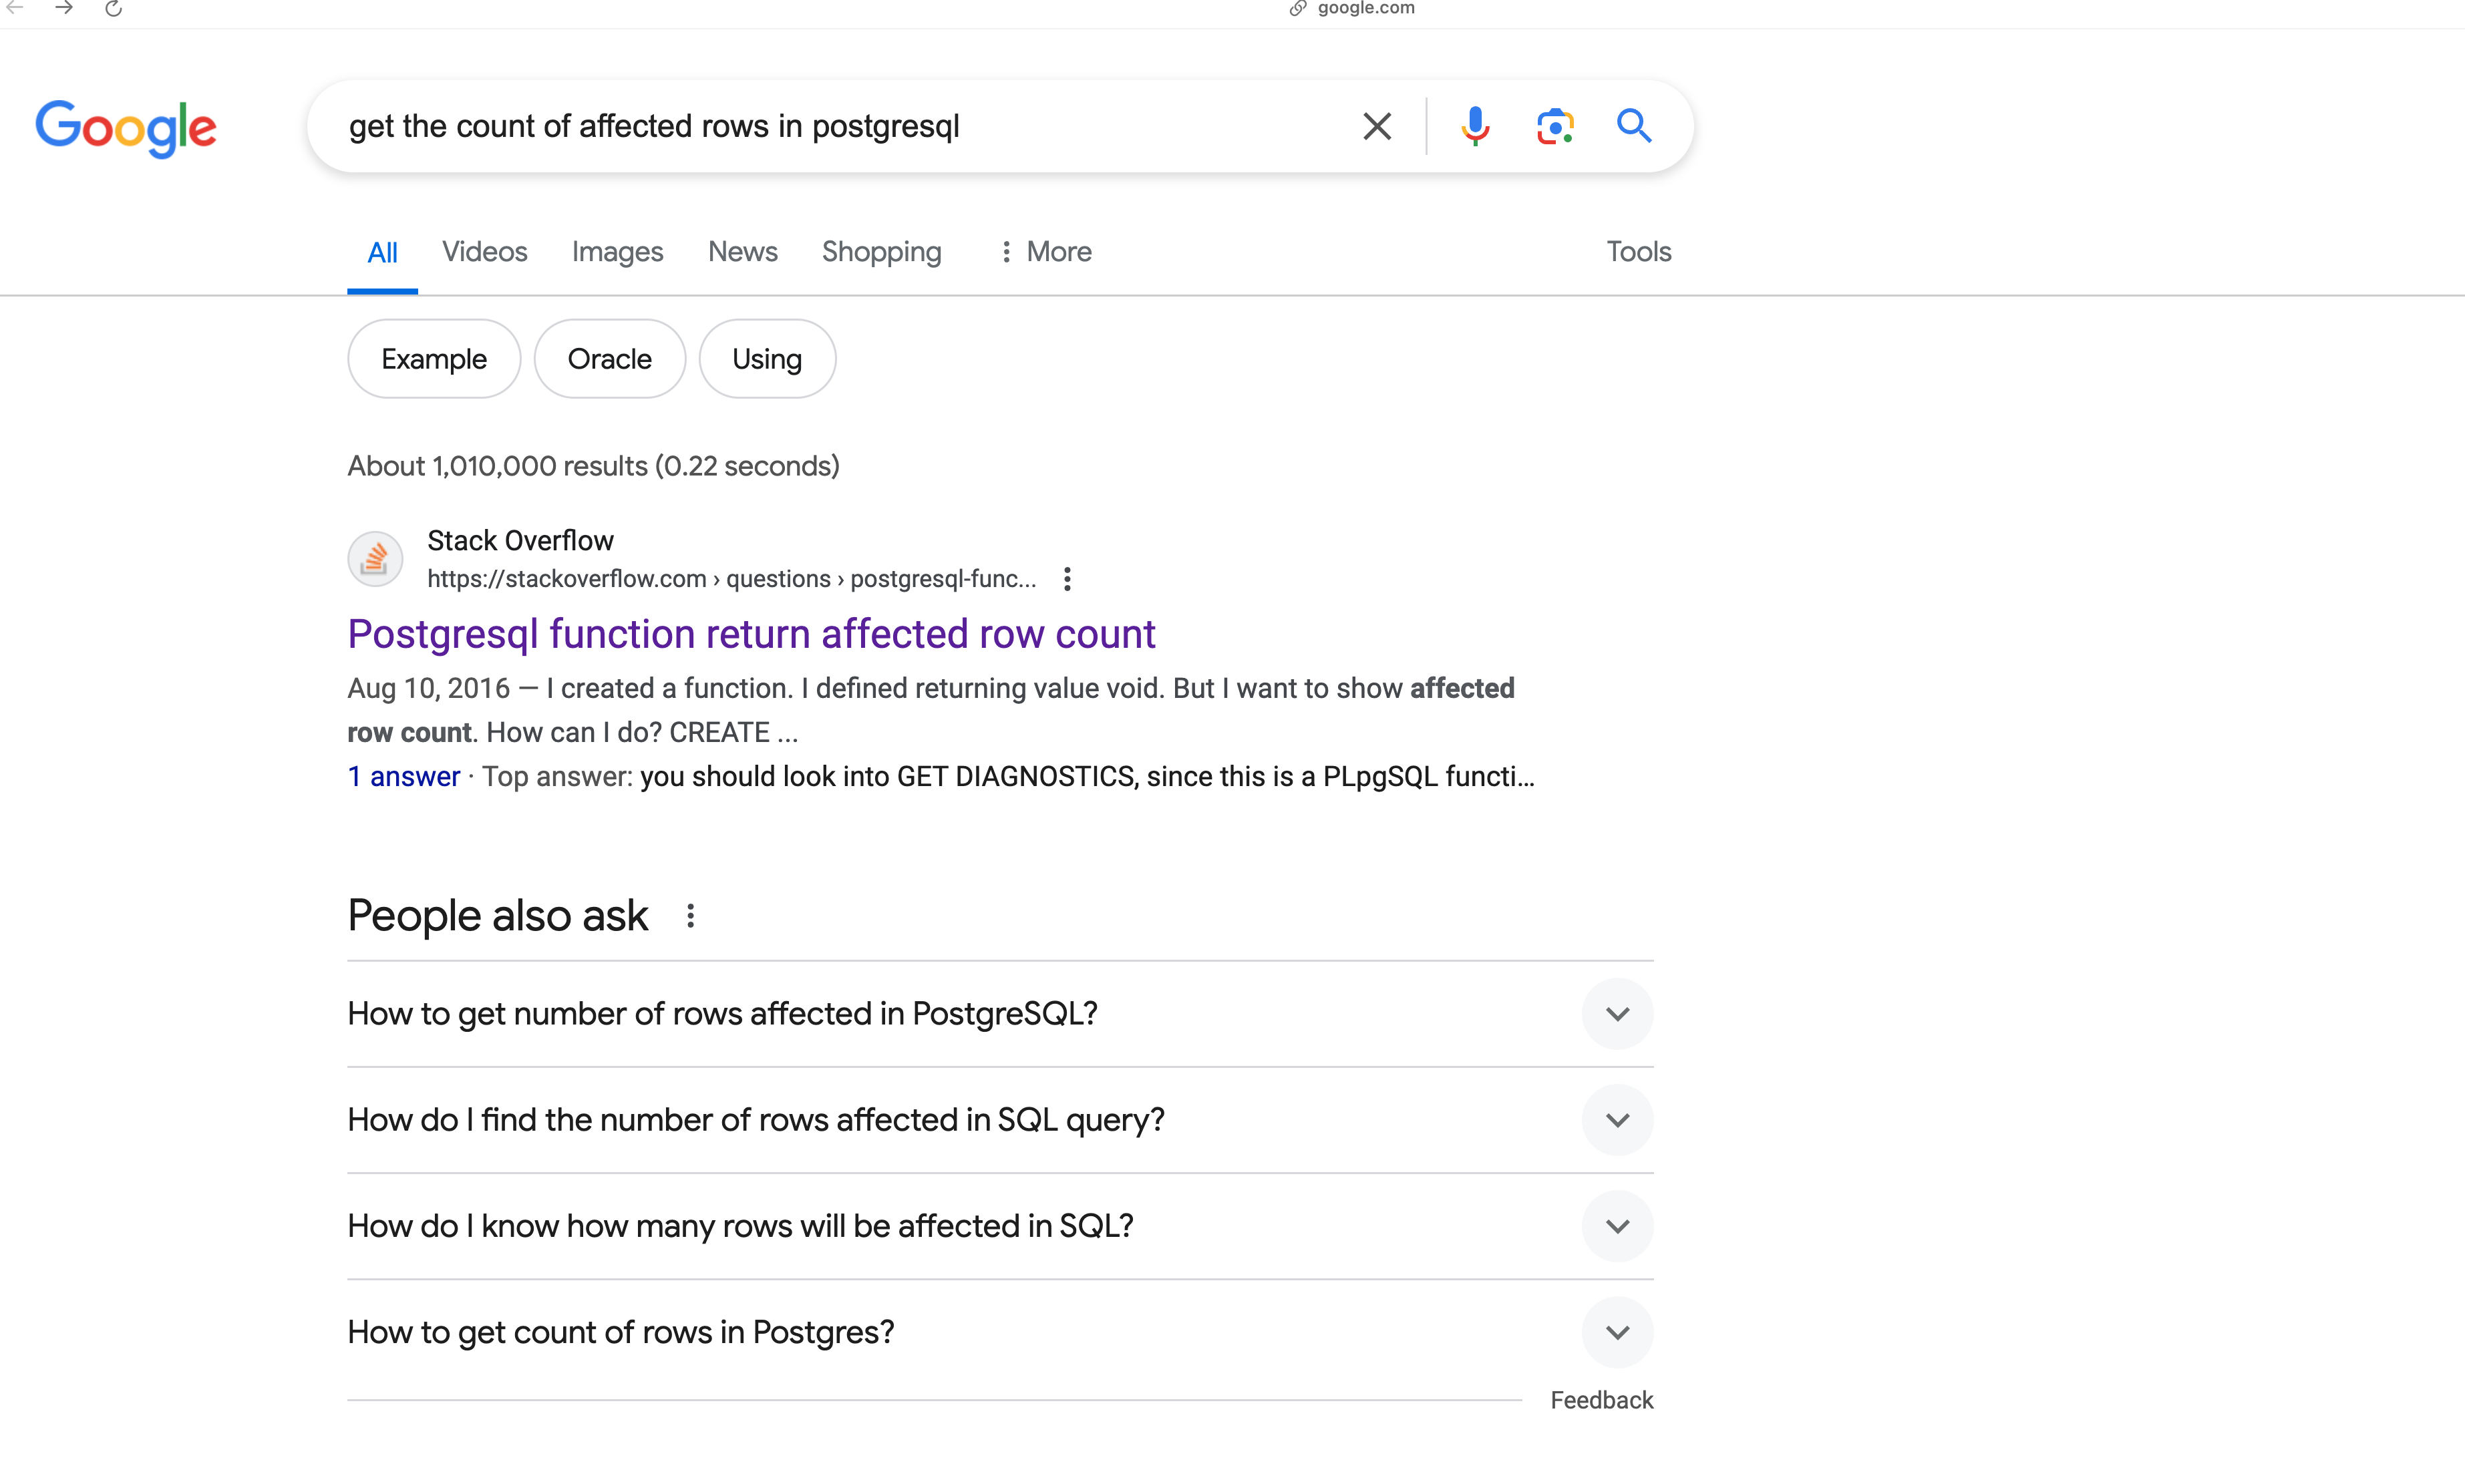 google.com
Google
get the count of affected rows in postgresql
All
Videos
Images
News
Shopping
More
Tools
Example
Oracle
Using
About 1,010,000 results (0.22 seconds)
Stack Overflow
https://stackoverflow.com › questions › postgresql-func...
Postgresql function return affected row count
Aug 10, 2016 — I created a function. I defined returning value void. But I want to show affected
row count. How can I do? CREATE ...
1 answer · Top answer: you should look into GET DIAGNOSTICS, since this is a PLpgSQL functi...
People also ask
How to get number of rows affected in PostgreSQL?
How do I find the number of rows affected in SQL query?
How do I know how many rows will be affected in SQL?
How to get count of rows in Postgres?
Feedback